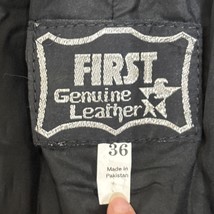 FIRST
Genuine
Leather
36
Made in
Pakistan